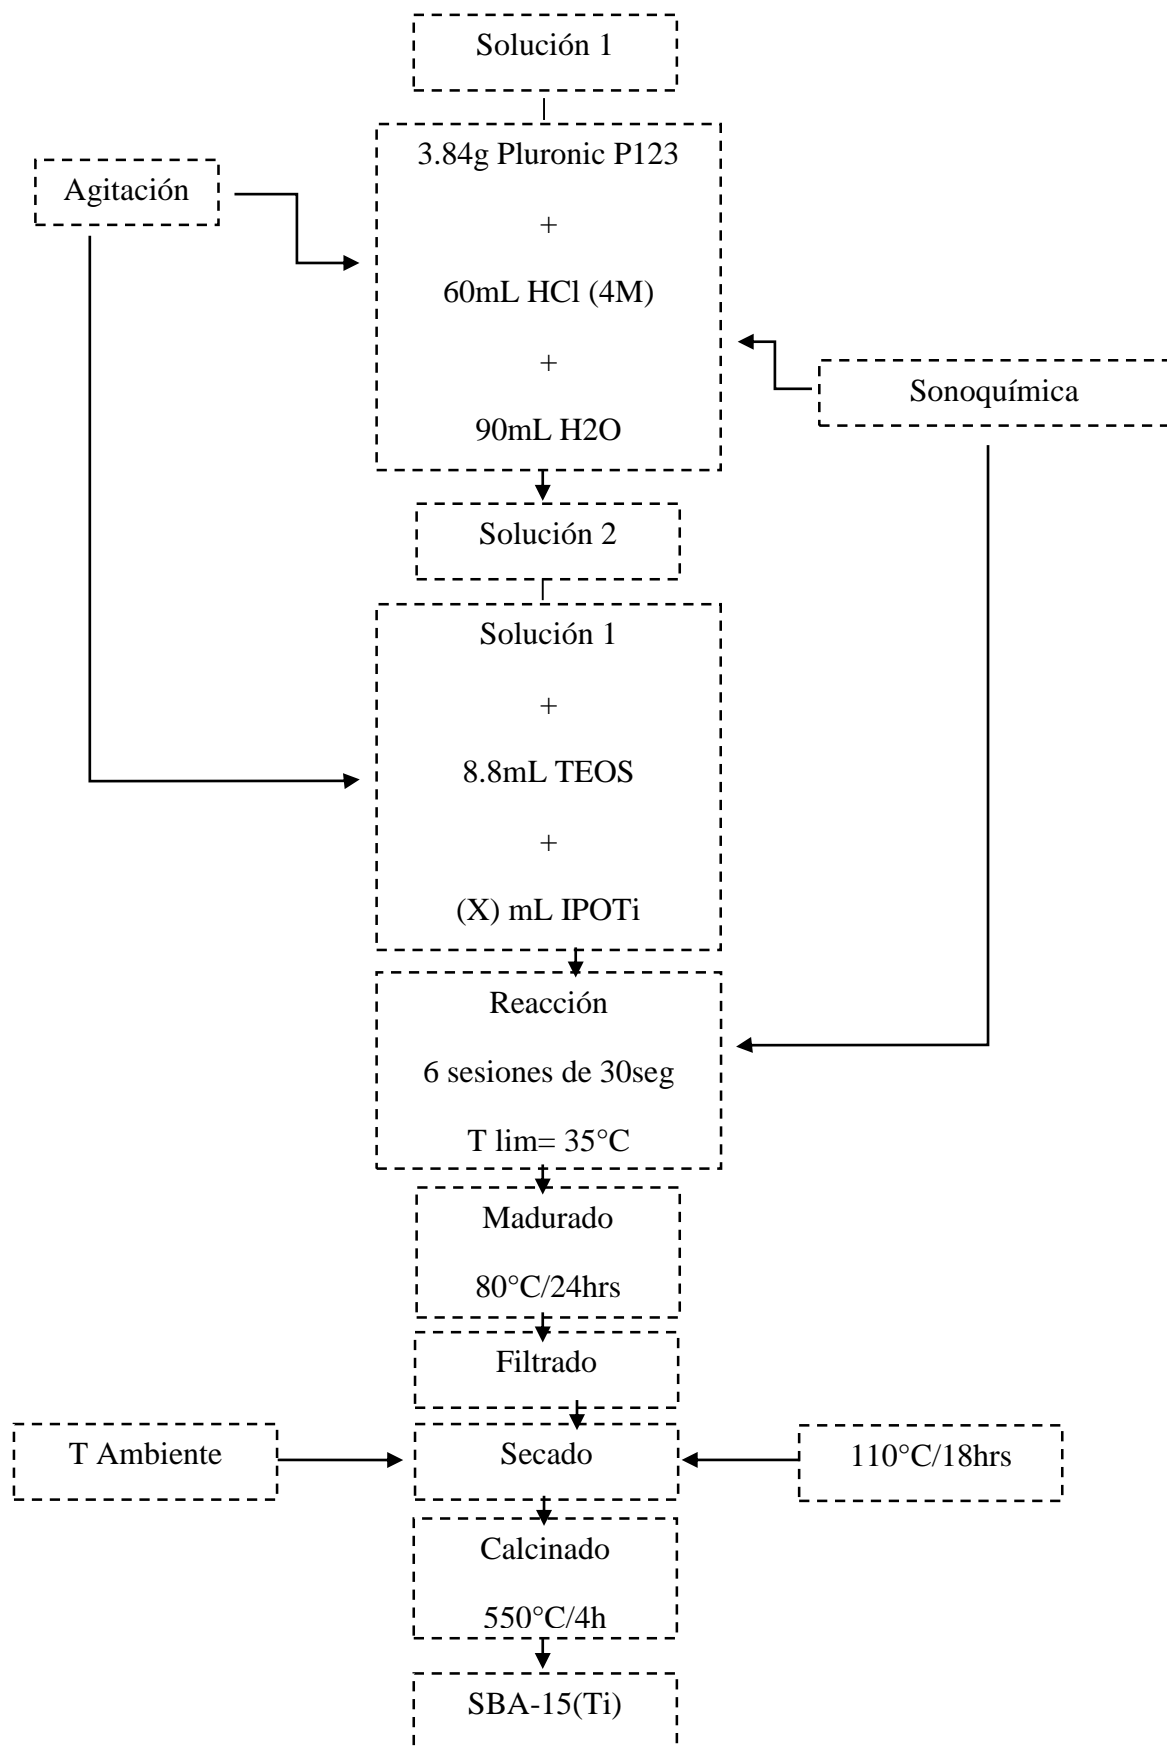 Solución 1
3.84g Pluronic P123
+
60mL HCl (4M)
+
90mL H2O
Agitación
Sonoquímica
Solución 2
Solución 1
+
8.8mL TEOS
+
(X) mL IPOTi
Reacción
6 sesiones de 30seg
T lim= 35°C
Madurado
80°C/24hrs
Filtrado
T Ambiente
Secado
110°C/18hrs
Calcinado
550°C/4h
SBA-15(Ti)